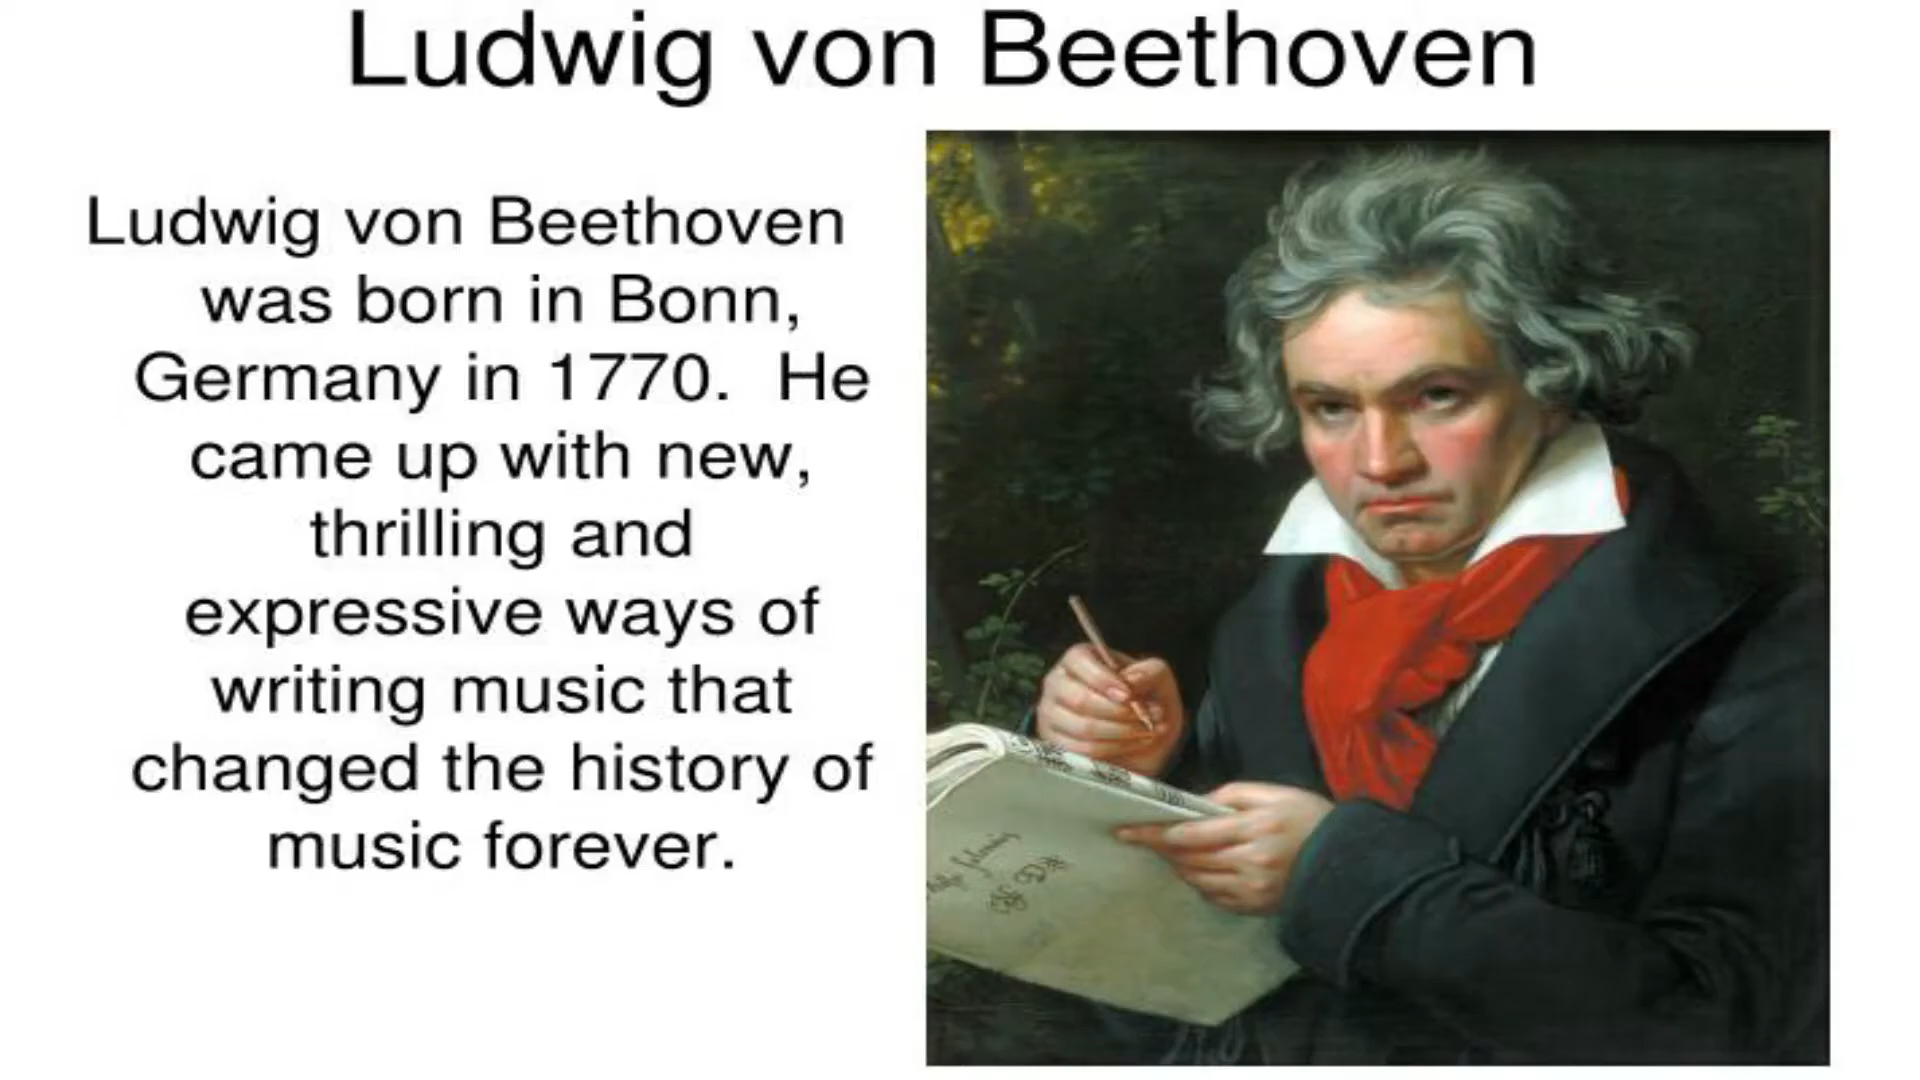 Ludwig von Beethoven
Ludwig von Beethoven
was born in Bonn,
Germany in 1770.  He
came up with new,
thrilling and
expressive ways of
writing music that
changed the history of
music forever.